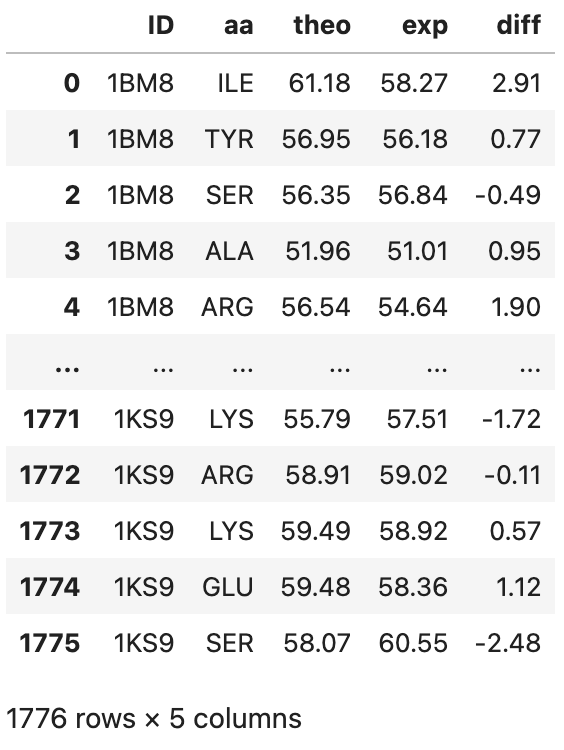 ID aa theo exp diff
0 1BM8 ILE 61.18 58.27 2.91
1 1BM8 TYR 56.95 56.18 0.77
2 1BM8 SER 56.35 56.84 -0.49
3 1BM8 ALA 51.96 51.01 0.95
4 1BM8 ARG 56.54 54.64 1.90
... ... ... ... ... ...
1771 1KS9 LYS 55.79 57.51 -1.72
1772 1KS9 ARG 58.91 59.02 -0.11
1773 1KS9 LYS 59.49 58.92 0.57
1774 1KS9 GLU 59.48 58.36 1.12
1775 1KS9 SER 58.07 60.55 -2.48
1776 rows × 5 columns